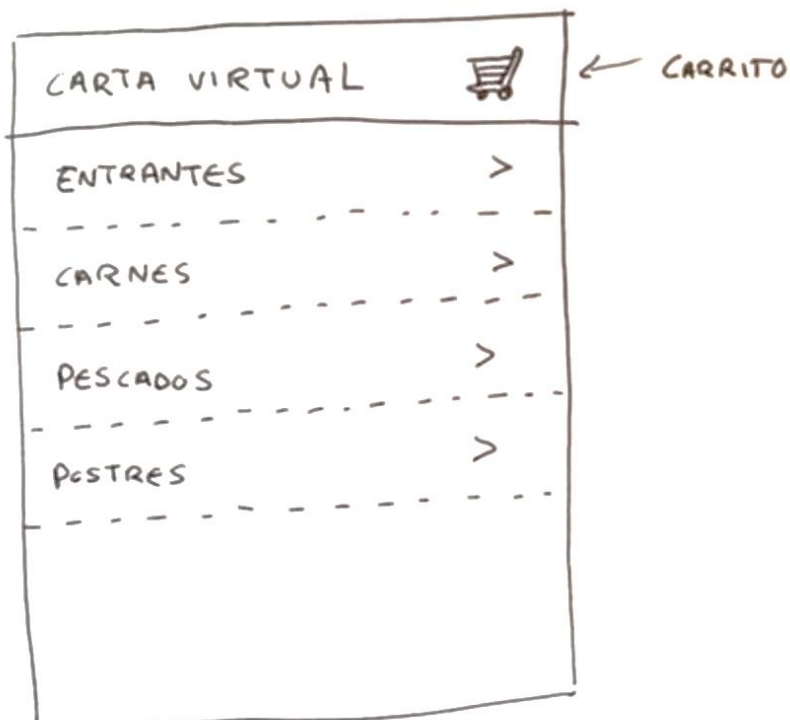 CARTA VIRTUAL
CARRITO
ENTRANTES >
CARNES >
PESCADOS >
POSTRES >